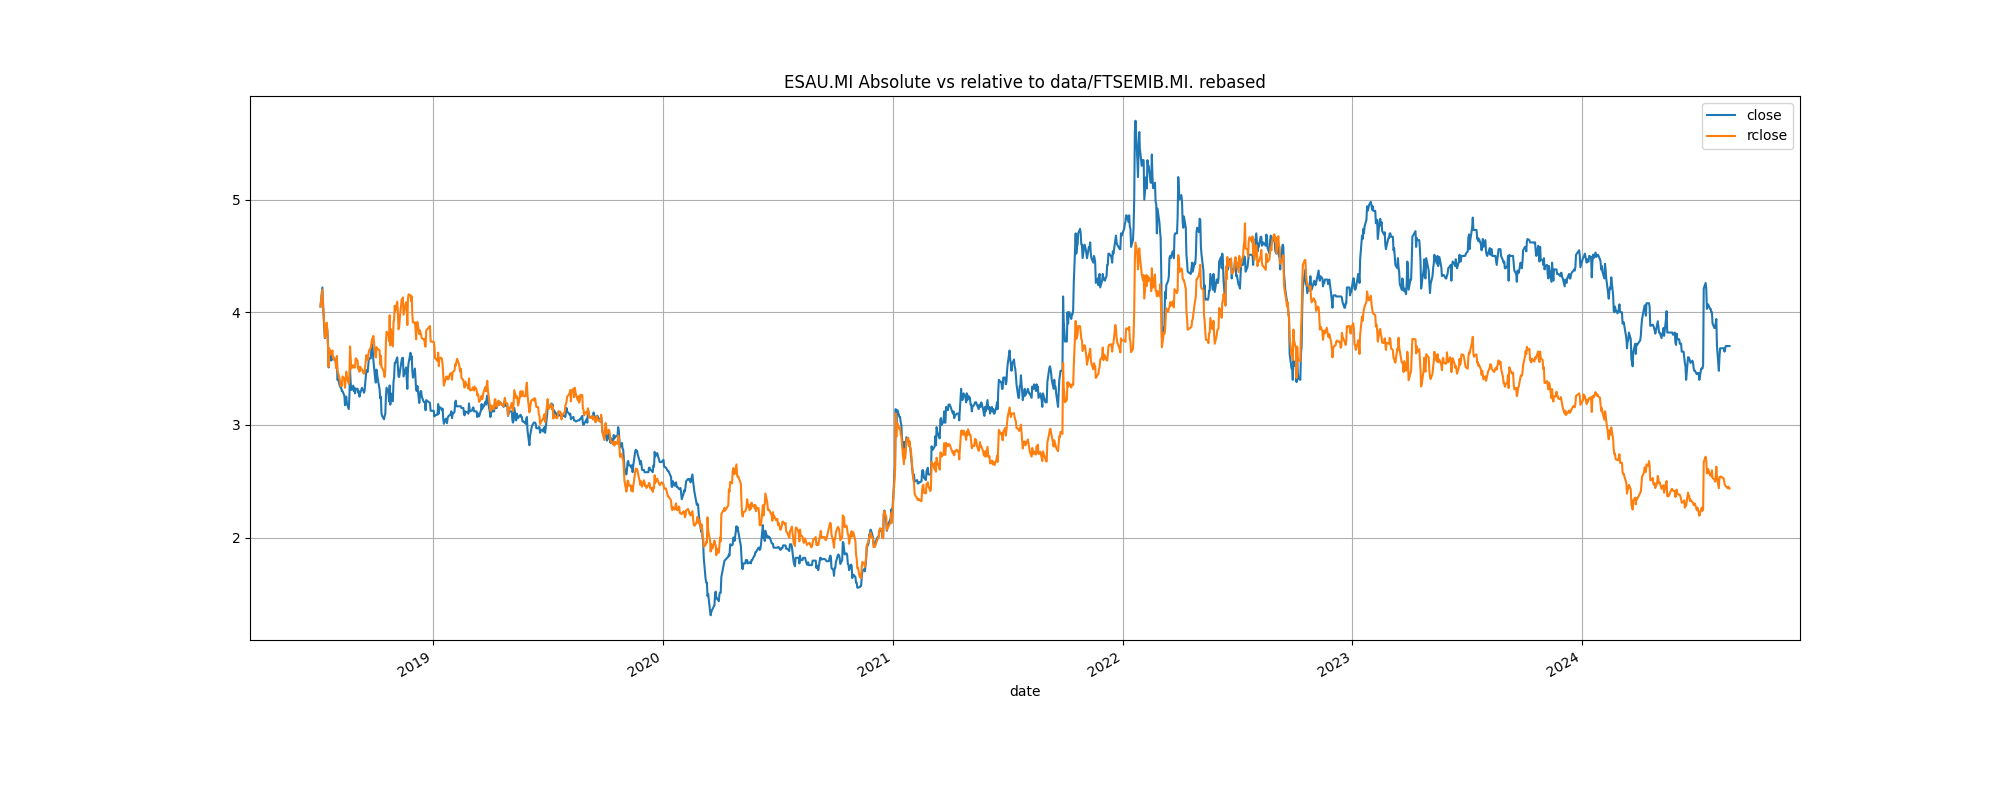 ESAU.MI Absolute vs relative to data/FTSEMIB.MI. rebased
close
rclose
5
4
3
2
2019
2020
2021
2022
2023
2024
date